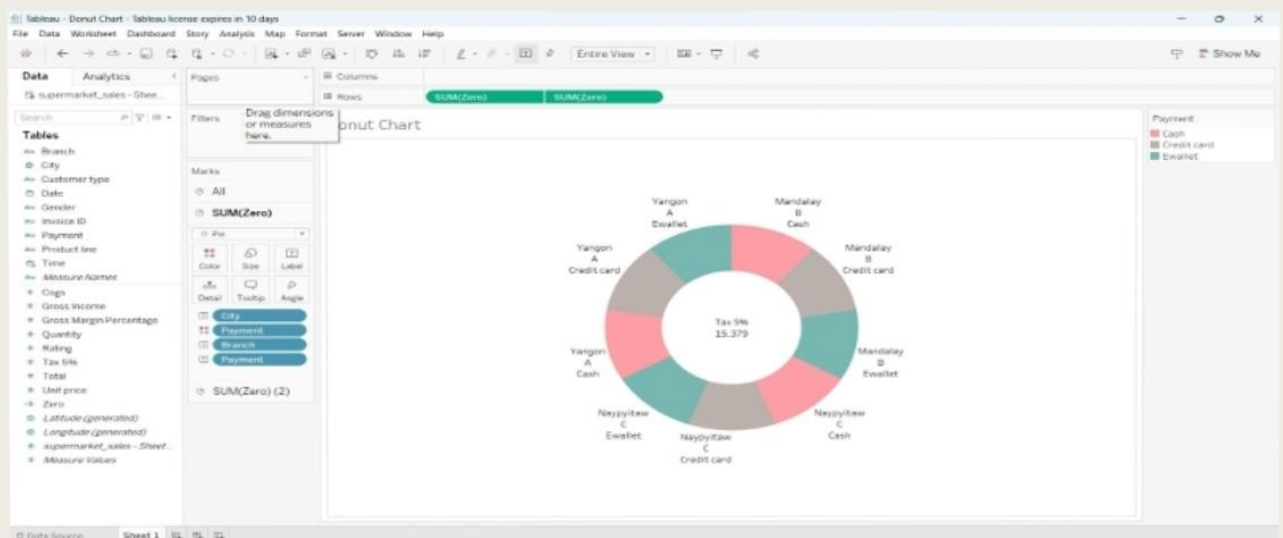 Tableau - Donut Chart - Tableau license expires in 10 days
File Data Worksheet Dashboard Story Analysis Map Format Server Window Help
Entire View
Show Me
Data Analytics
Pages
Columns
supermarket_sales - Shee...
Rows
SUM(Zero) SUM(Zero)
Search
Filters
Drag dimensions
or measures
here.
onut Chart
Payment
Cash
Credit card
Ewallet
Tables
Branch
City
Customer type
Date
Gender
Invoice ID
Payment
Product line
Time
Measure Names
Cogs
Gross Income
Gross Margin Percentage
Quantity
Rating
Tax 5%
Total
Unit price
Zero
Latitude (generated)
Longitude (generated)
supermarket_sales - Sheet...
Measure Values
Marks
All
SUM(Zero)
Pie
Color Size Label
Detail Tooltip Angle
City
Payment
Branch
Payment
SUM(Zero) (2)
Yangon
A
Ewallet
Mandalay
B
Cash
Yangon
A
Credit card
Mandalay
B
Credit card
Tax 5%
15,379
Yangon
A
Cash
Mandalay
B
Ewallet
Naypyitaw
C
Ewallet
Naypyitaw
C
Credit card
Naypyitaw
C
Cash
Data Source
Sheet 1